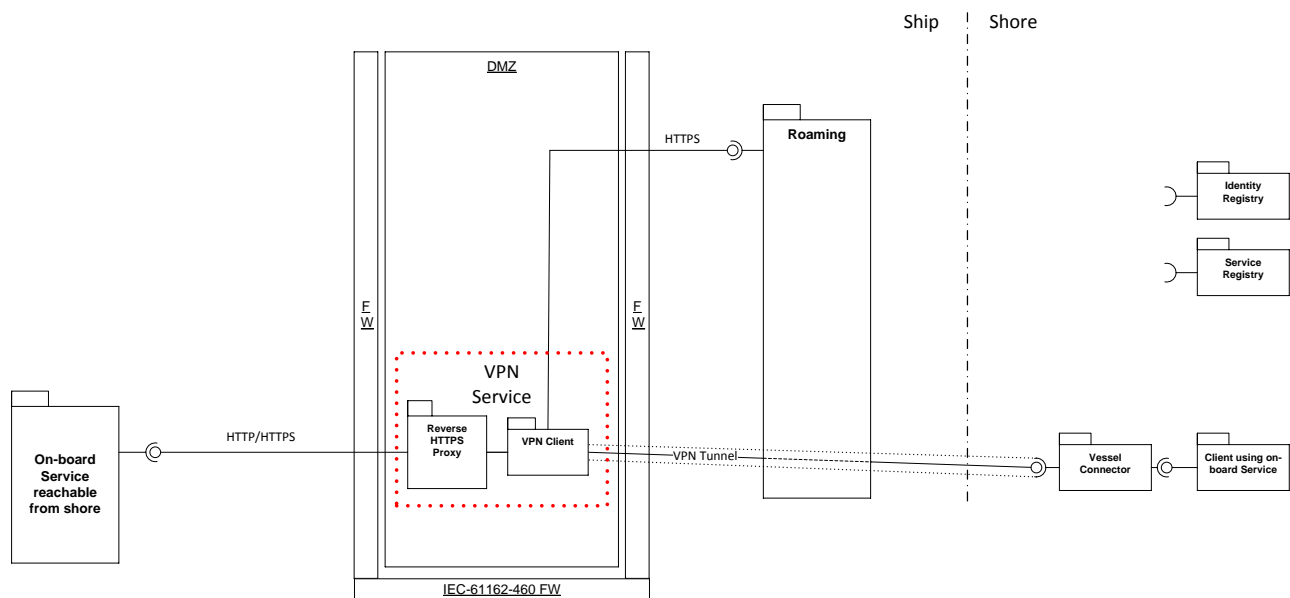 Ship
Shore
DMZ
HTTPS
Roaming
Identity
Registry
Service
Registry
F
W
F
W
VPN
Service
Reverse
HTTPS
Proxy
VPN Client
HTTP/HTTPS
On-board
Service
reachable
from shore
VPN Tunnel
Vessel
Connector
Client using on-
board Service
IEC-61162-460 FW